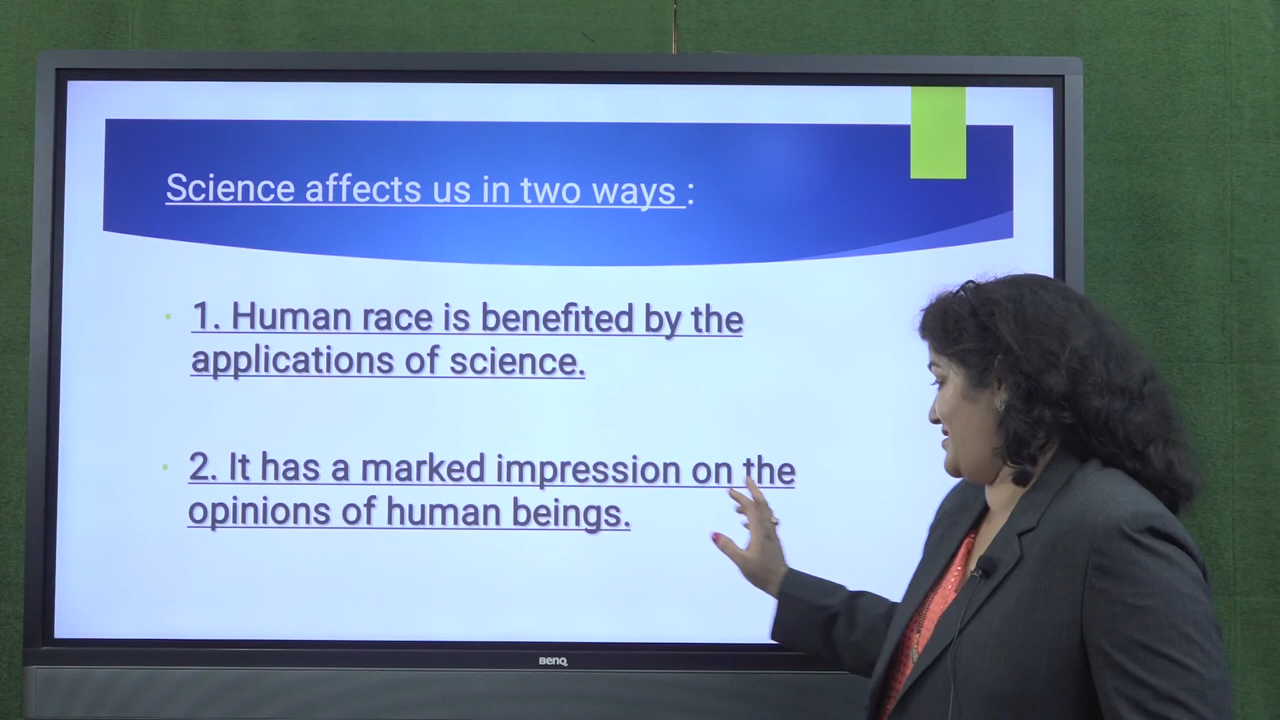 Science affects us in two ways :
1. Human race is benefited by the
applications of science.
2. It has a marked impression on the
opinions of human beings.
BenQ